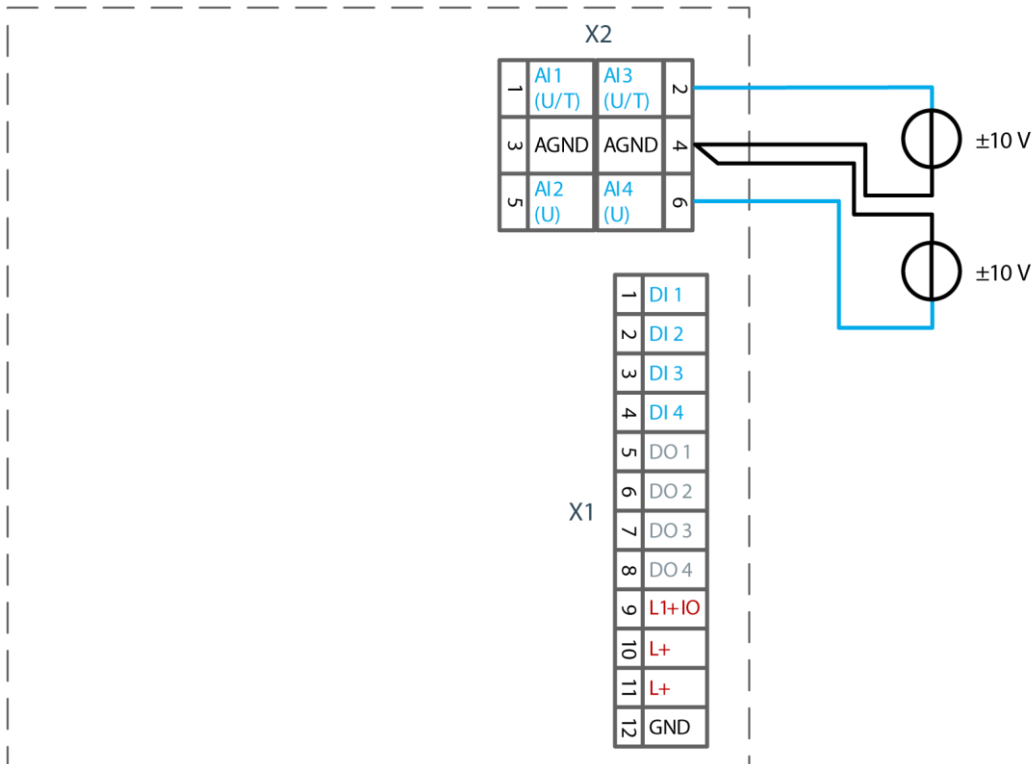 X2
1 AI1 AI3 2
(U/T) (U/T)
3 AGND AGND 4
5 AI2 AI4 6
(U) (U)
±10 V
±10 V
X1
1 DI 1
2 DI 2
3 DI 3
4 DI 4
5 DO 1
6 DO 2
7 DO 3
8 DO 4
9 L1+IO
10 L+
11 L+
12 GND